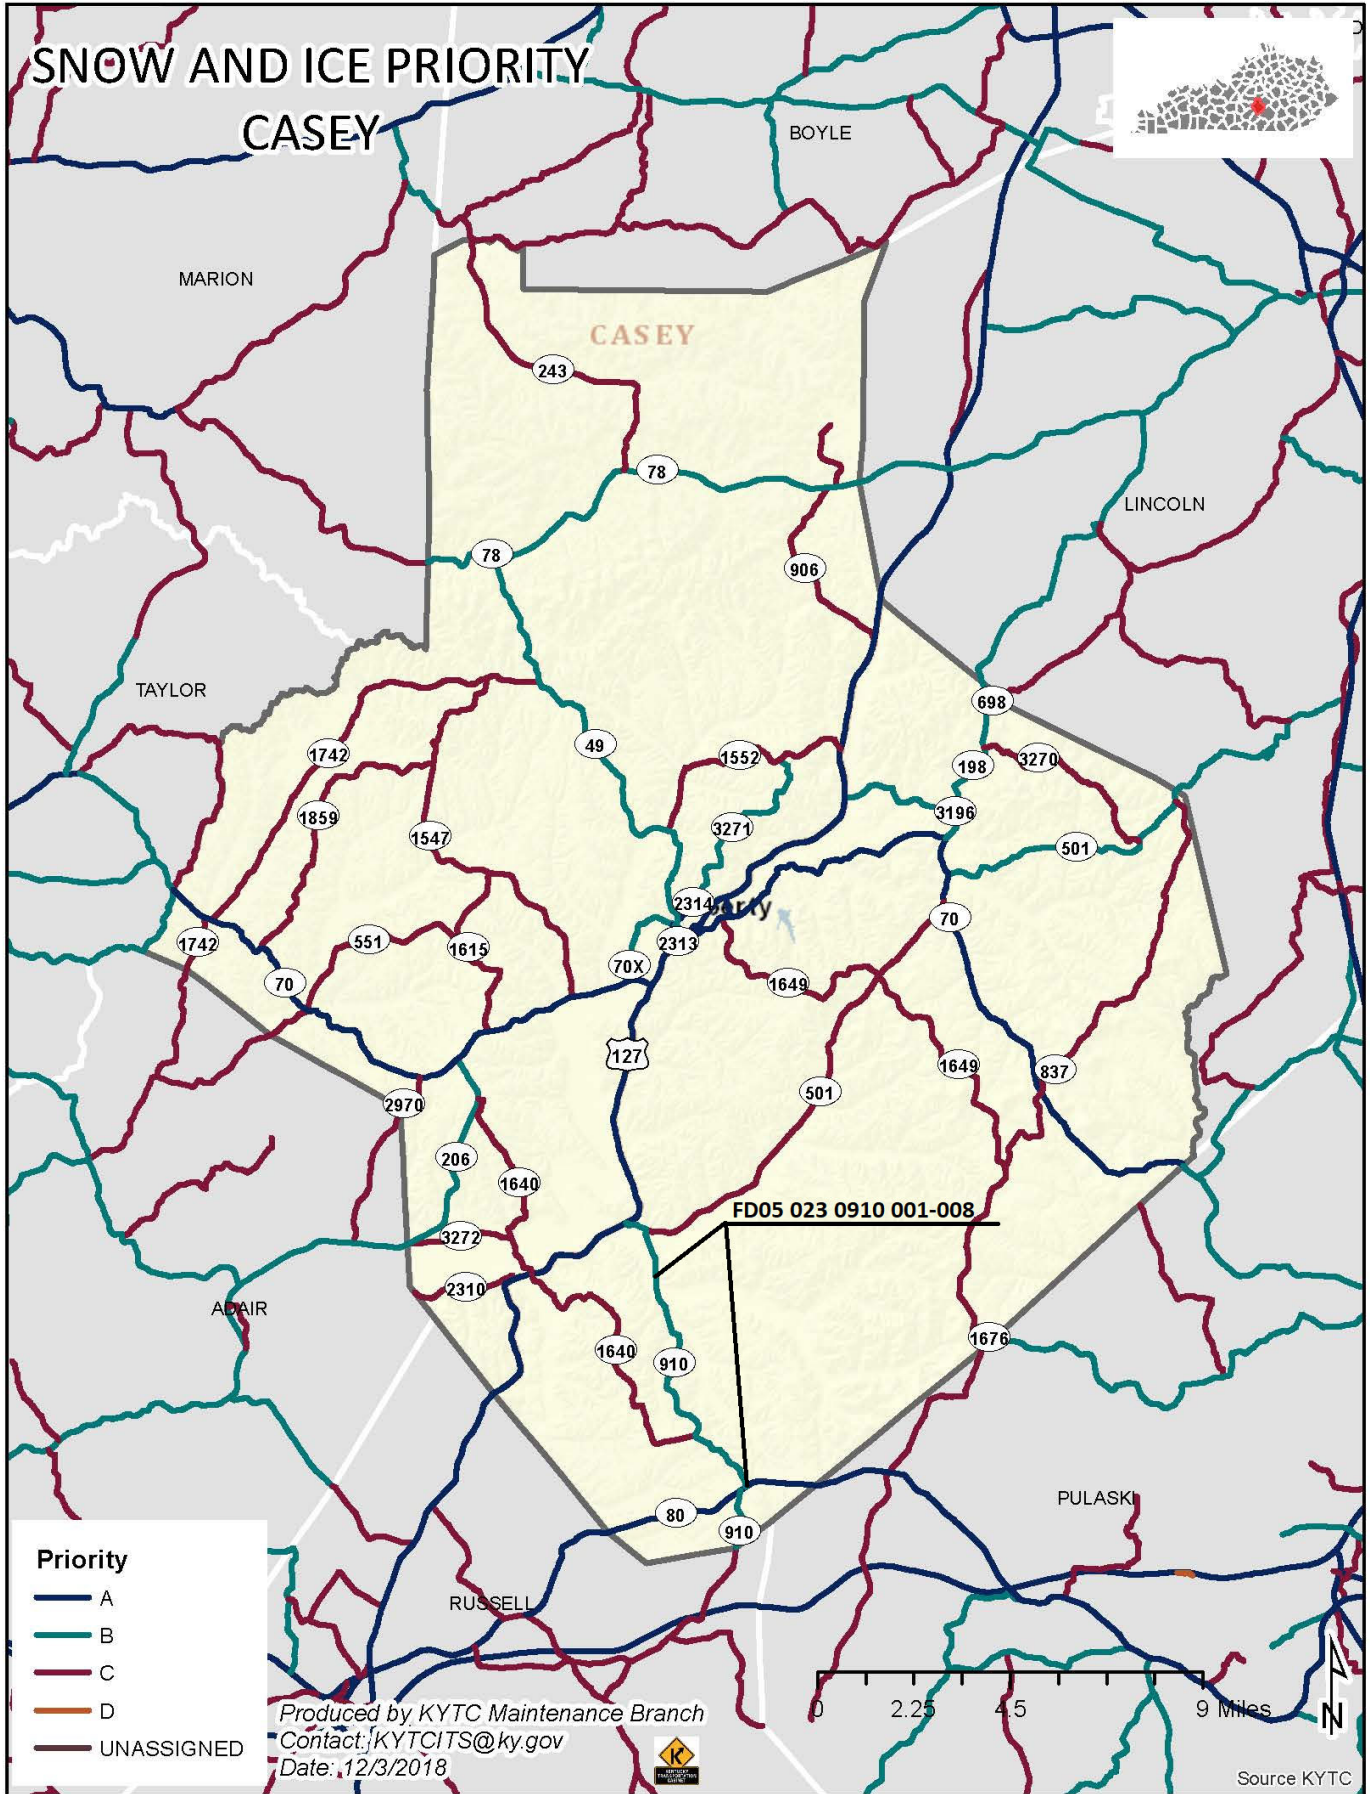 SNOW AND ICE PRIORITY
CASEY
BOYLE
MARION
CASEY
243
78
LINCOLN
78
906
TAYLOR
698
49
1742
1552
198
3270
1859
3196
3271
1547
501
2314
70
1742
551
1615
2313
70X
70
1649
127
1649
837
501
2970
206
1640
FD05 023 0910 001-008
3272
2310
ADAIR
1676
1640
910
PULASKI
80
910
Priority
A
RUSSELL
B
C
D
UNASSIGNED
0 2.25 4.5 9 Miles
N
Produced by KYTC Maintenance Branch
Contact: KYTCITS@ky.gov
Date: 12/3/2018
Source KYTC